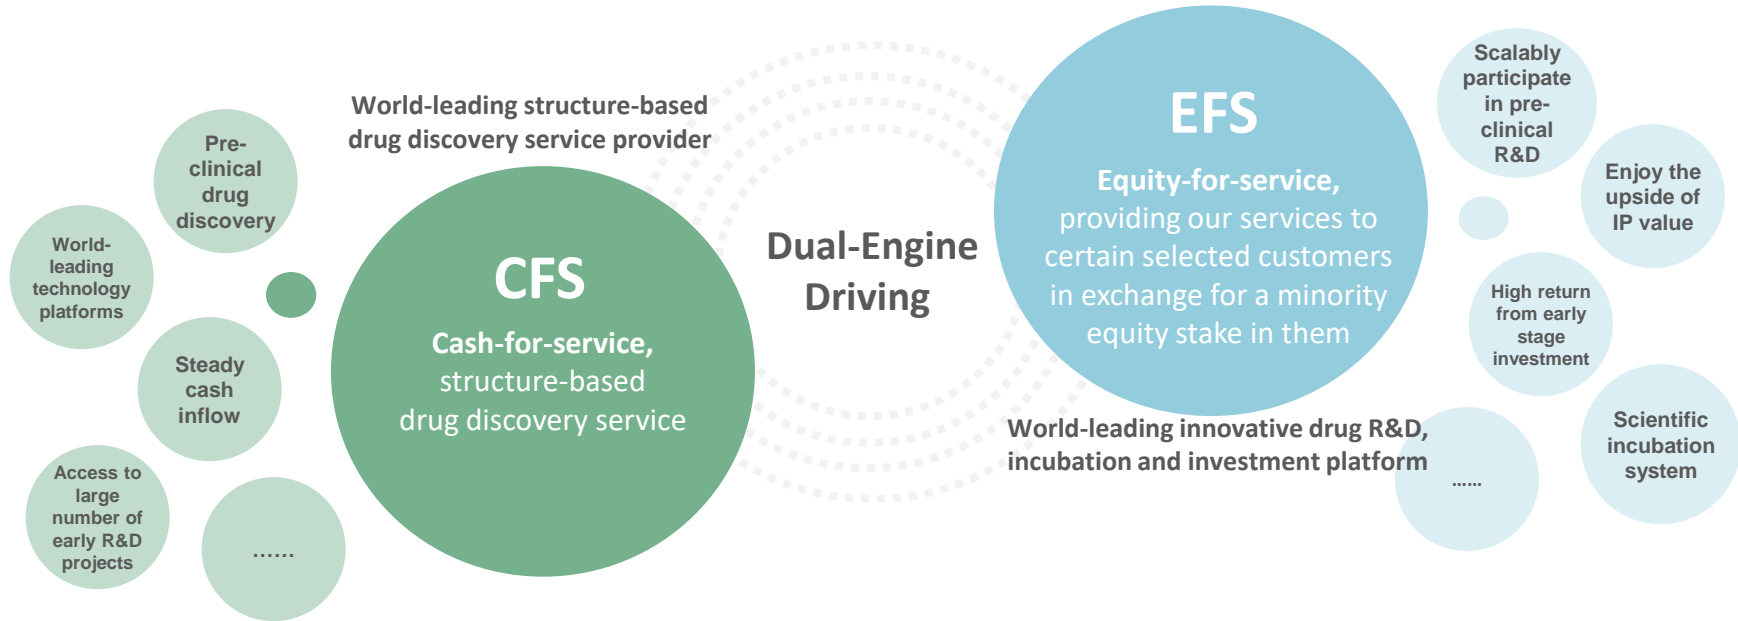 World-leading structure-based
drug discovery service provider
Pre-
clinical
drug
discovery
World-
leading
technology
platforms
Steady
cash
inflow
Access to
large
number of
early R&D
projects
......
CFS
Cash-for-service,
structure-based
drug discovery service
Dual-Engine
Driving
EFS
Equity-for-service,
providing our services to
certain selected customers
in exchange for a minority
equity stake in them
World-leading innovative drug R&D,
incubation and investment platform
Scalably
participate
in pre-
clinical
R&D
Enjoy the
upside of
IP value
High return
from early
stage
investment
Scientific
incubation
system
......